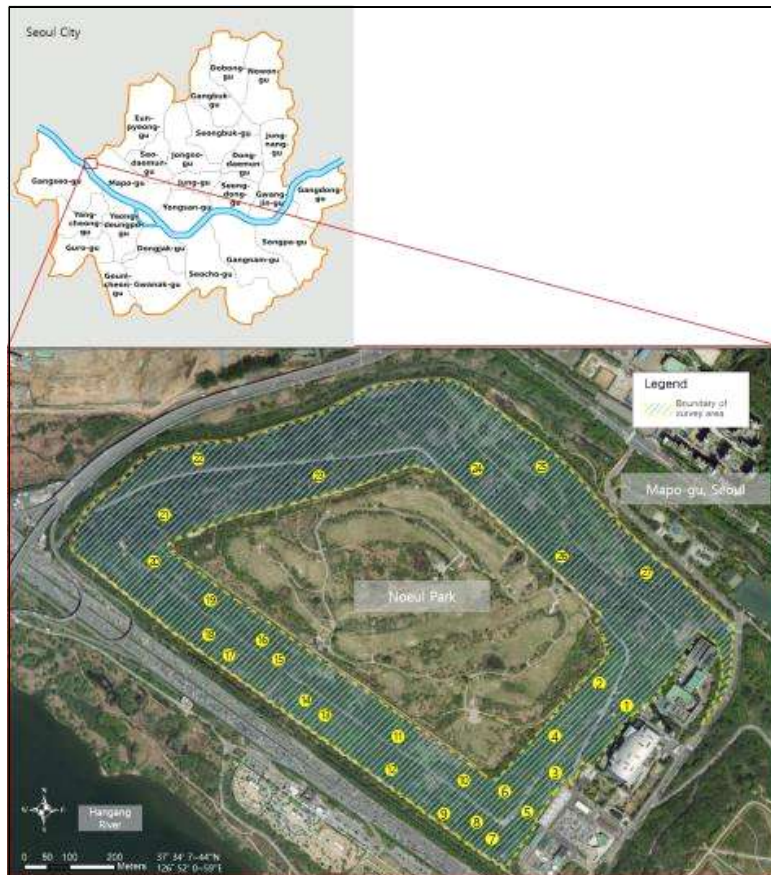 Seoul City
Dobong-
gu
Nowon-
gu
Gangbuk-
gu
Eun-
pyeong-
gu
Seongbuk-gu
Jung-
nang-
gu
Seo-
daemun-
gu
Jongno-
gu
Dong-
daemun-
gu
Gangseo-gu
Mapo-gu
Jung-gu
Seong-
dong-
gu
Gwang-
jin-gu
Gangdong-
gu
Yongsan-gu
Yang-
cheong-
gu
Yeong-
deungpo-
gu
Songpa-gu
Guro-gu
Dongjak-gu
Gangnam-gu
Geum-
cheon-
gu
Gwanak-gu
Seocho-gu
Legend
Boundary of
survey area
Mapo-gu, Seoul
22
23
24
25
21
20
26
27
19
Noeul Park
18
16
17
15
2
14
13
1
11
4
12
3
10
6
9
8
5
7
N
W
E
S
Hangang
River
0 50 100 200
Meters
37° 34' 7~44"N
126° 52' 0~59"E